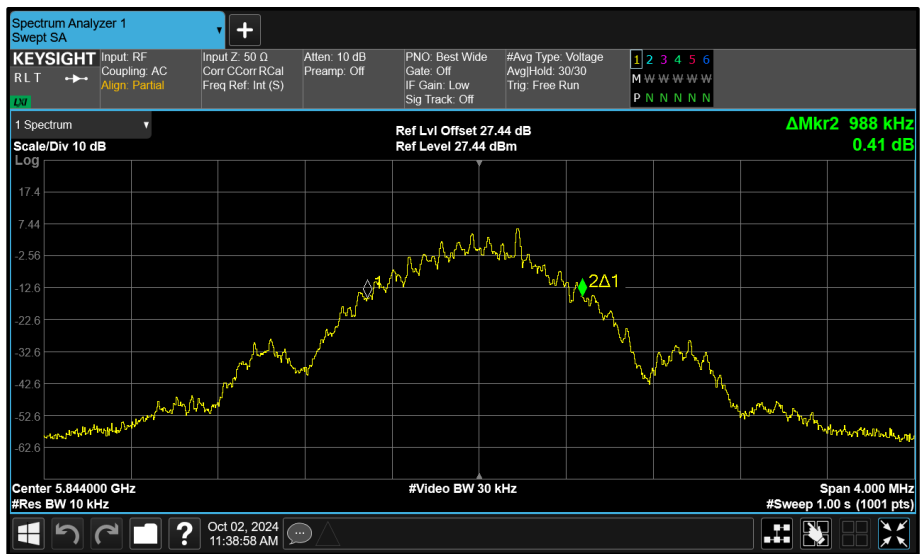 Spectrum Analyzer 1
Swept SA
KEYSIGHT
R L T
LXI
Input: RF
Coupling: AC
Align: Partial
Input Z: 50 Ω
Corr CCorr RCal
Freq Ref: Int (S)
Atten: 10 dB
Preamp: Off
PNO: Best Wide
Gate: Off
IF Gain: Low
Sig Track: Off
#Avg Type: Voltage
Avg|Hold: 30/30
Trig: Free Run
1 2 3 4 5 6
M W W W W W
P N N N N N
1 Spectrum
Scale/Div 10 dB
Ref Lvl Offset 27.44 dB
Ref Level 27.44 dBm
ΔMkr2 988 kHz
0.41 dB
Log
17.4
7.44
-2.56
-12.6
-22.6
-32.6
-42.6
-52.6
-62.6
1
2Δ1
Center 5.844000 GHz
#Res BW 10 kHz
#Video BW 30 kHz
Span 4.000 MHz
#Sweep 1.00 s (1001 pts)
?
Oct 02, 2024
11:38:58 AM